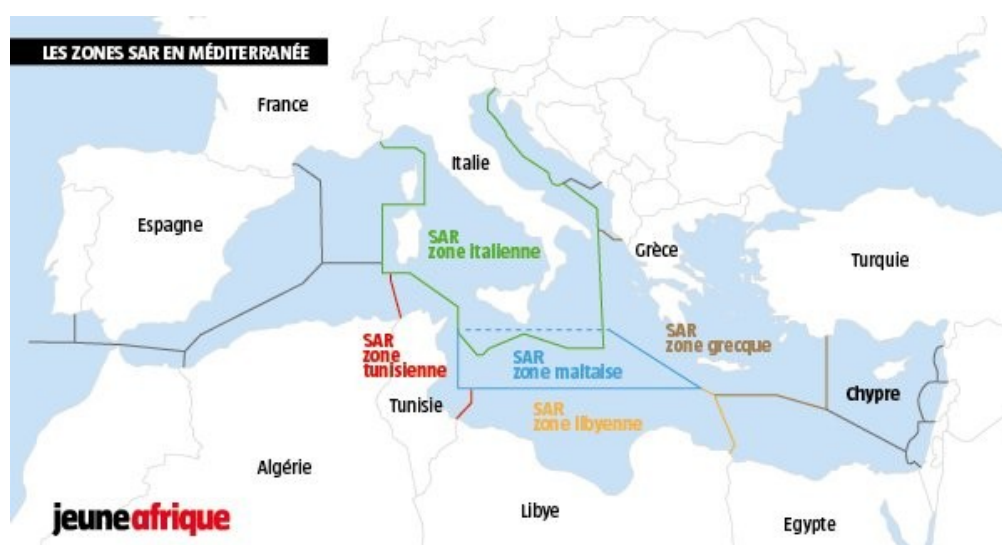 LES ZONES SAR EN MÉDITERRANÉE
France
Italie
Espagne
SAR
zone italienne
Grèce
Turquie
SAR
zone grecque
SAR
zone
tunisienne
SAR
zone maltaise
Chypre
Tunisie
SAR
zone libyenne
Algérie
Libye
Egypte
jeuneafrique